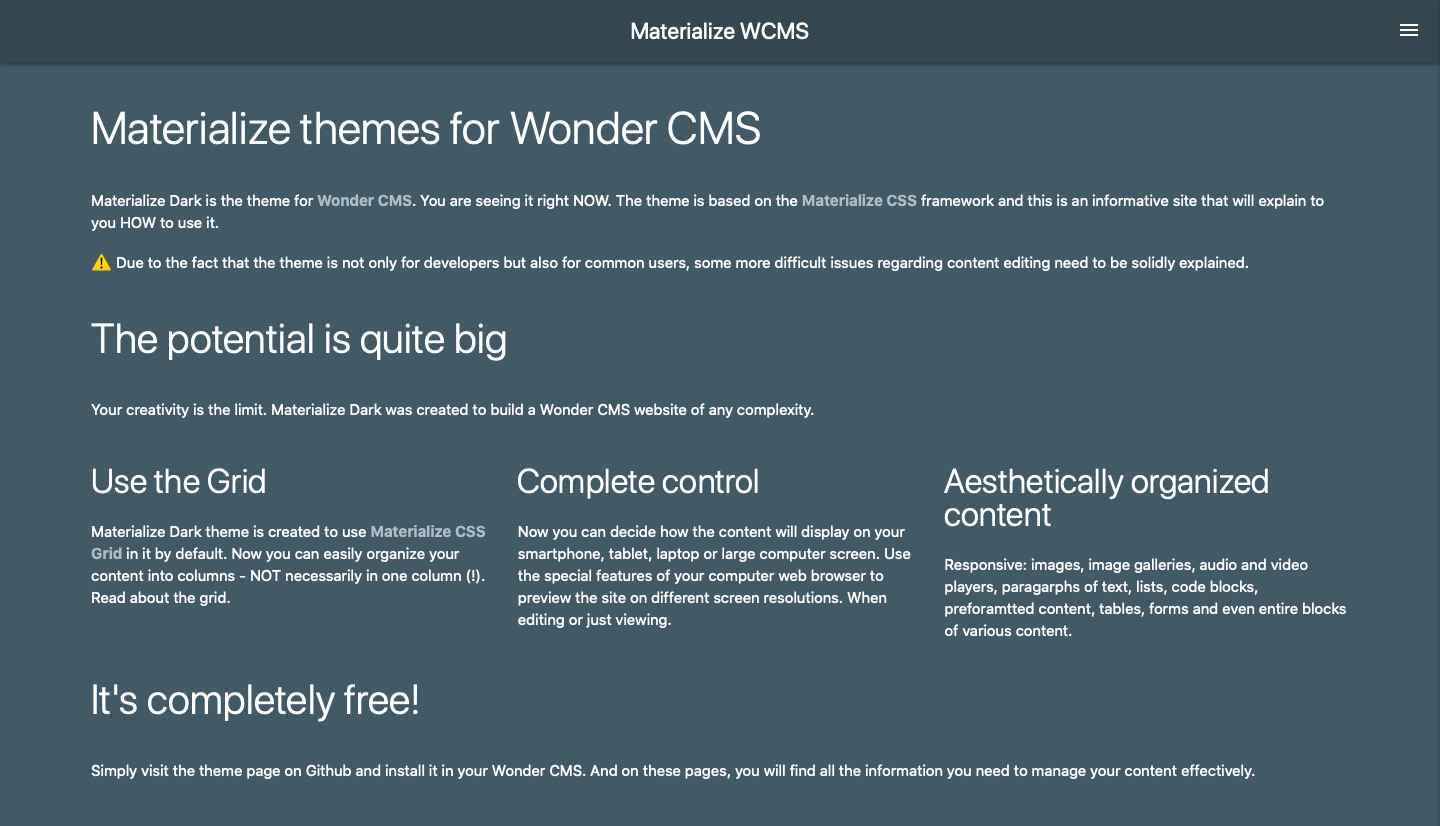 Materialize WCMS
Materialize themes for Wonder CMS
Materialize Dark is the theme for Wonder CMS. You are seeing it right NOW. The theme is based on the Materialize CSS framework and this is an informative site that will explain to
you HOW to use it.
⚠️ Due to the fact that the theme is not only for developers but also for common users, some more difficult issues regarding content editing need to be solidly explained.
The potential is quite big
Your creativity is the limit. Materialize Dark was created to build a Wonder CMS website of any complexity.
Use the Grid
Materialize Dark theme is created to use Materialize CSS
Grid in it by default. Now you can easily organize your
content into columns - NOT necessarily in one column (!).
Read about the grid.
Complete control
Now you can decide how the content will display on your
smartphone, tablet, laptop or large computer screen. Use
the special features of your computer web browser to
preview the site on different screen resolutions. When
editing or just viewing.
Aesthetically organized
content
Responsive: images, image galleries, audio and video
players, paragarphs of text, lists, code blocks,
preforamtted content, tables, forms and even entire blocks
of various content.
It's completely free!
Simply visit the theme page on Github and install it in your Wonder CMS. And on these pages, you will find all the information you need to manage your content effectively.